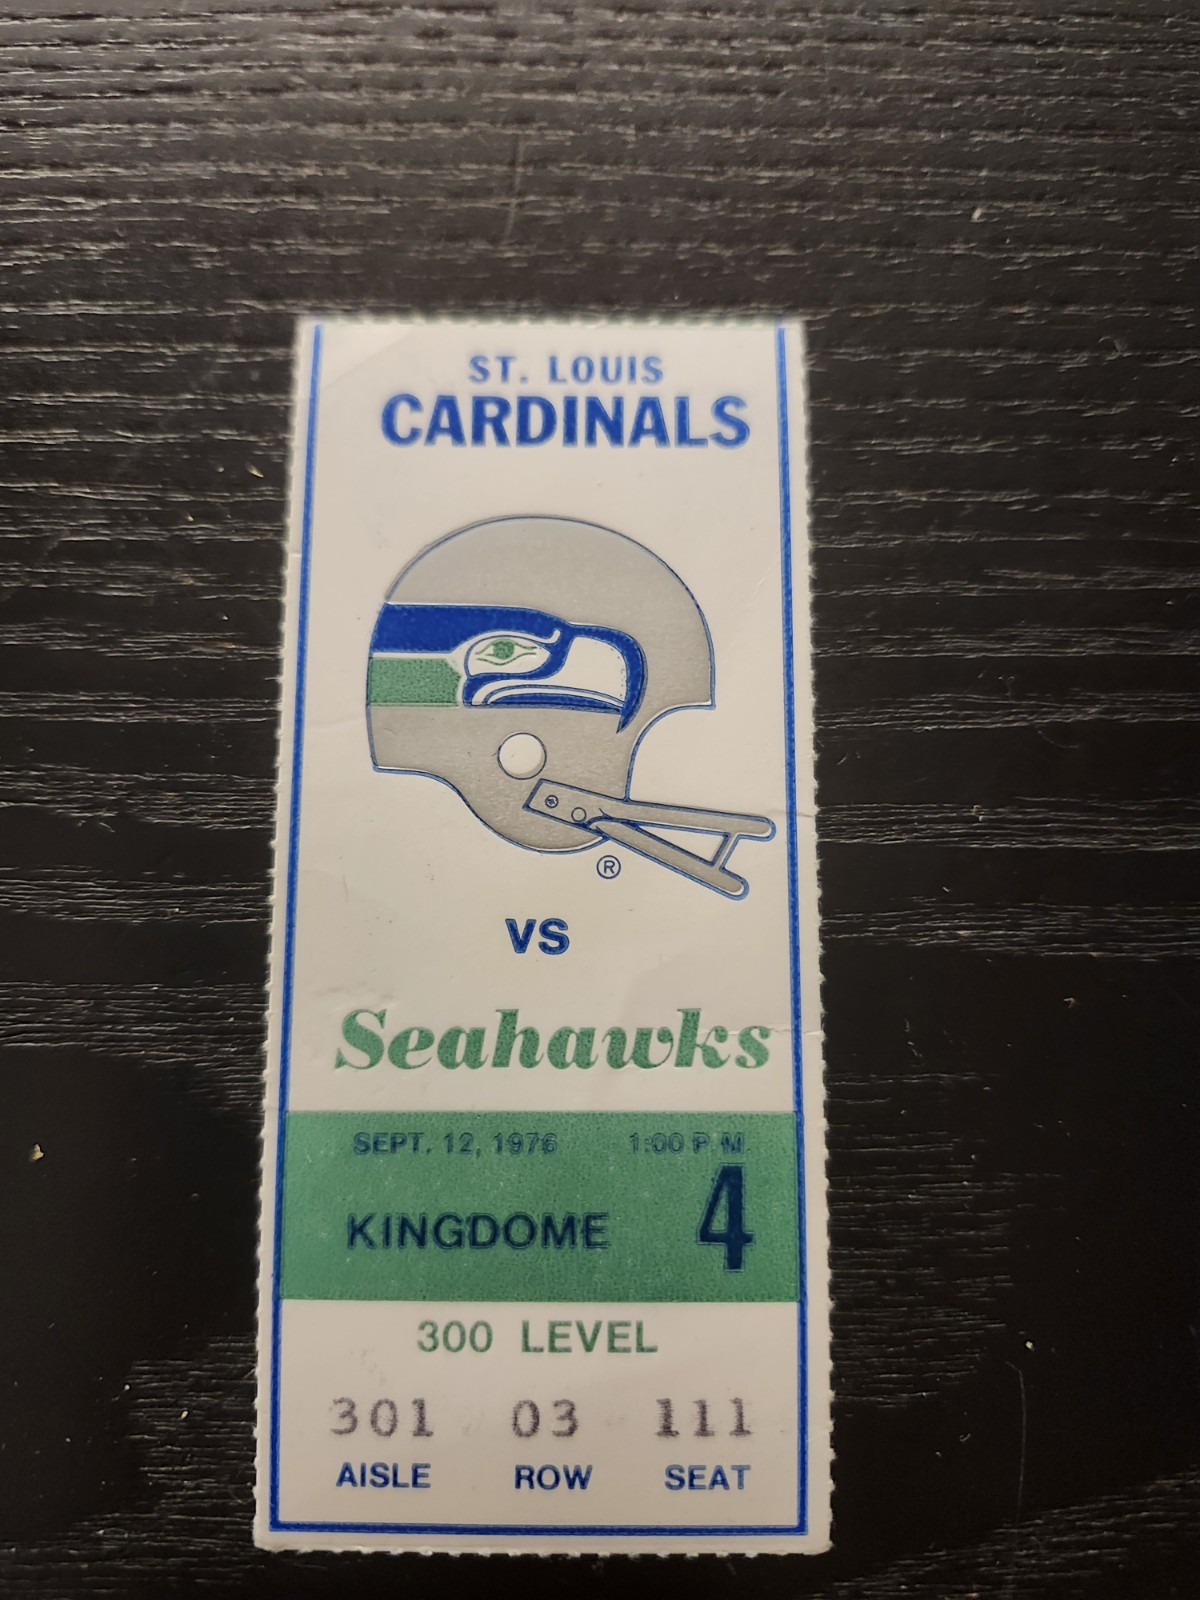 ST. LOUIS
CARDINALS
®
VS
Seahawks
SEPT. 12, 1976 1:00 P.M.
KINGDOME 4
300 LEVEL
301 03 111
AISLE ROW SEAT